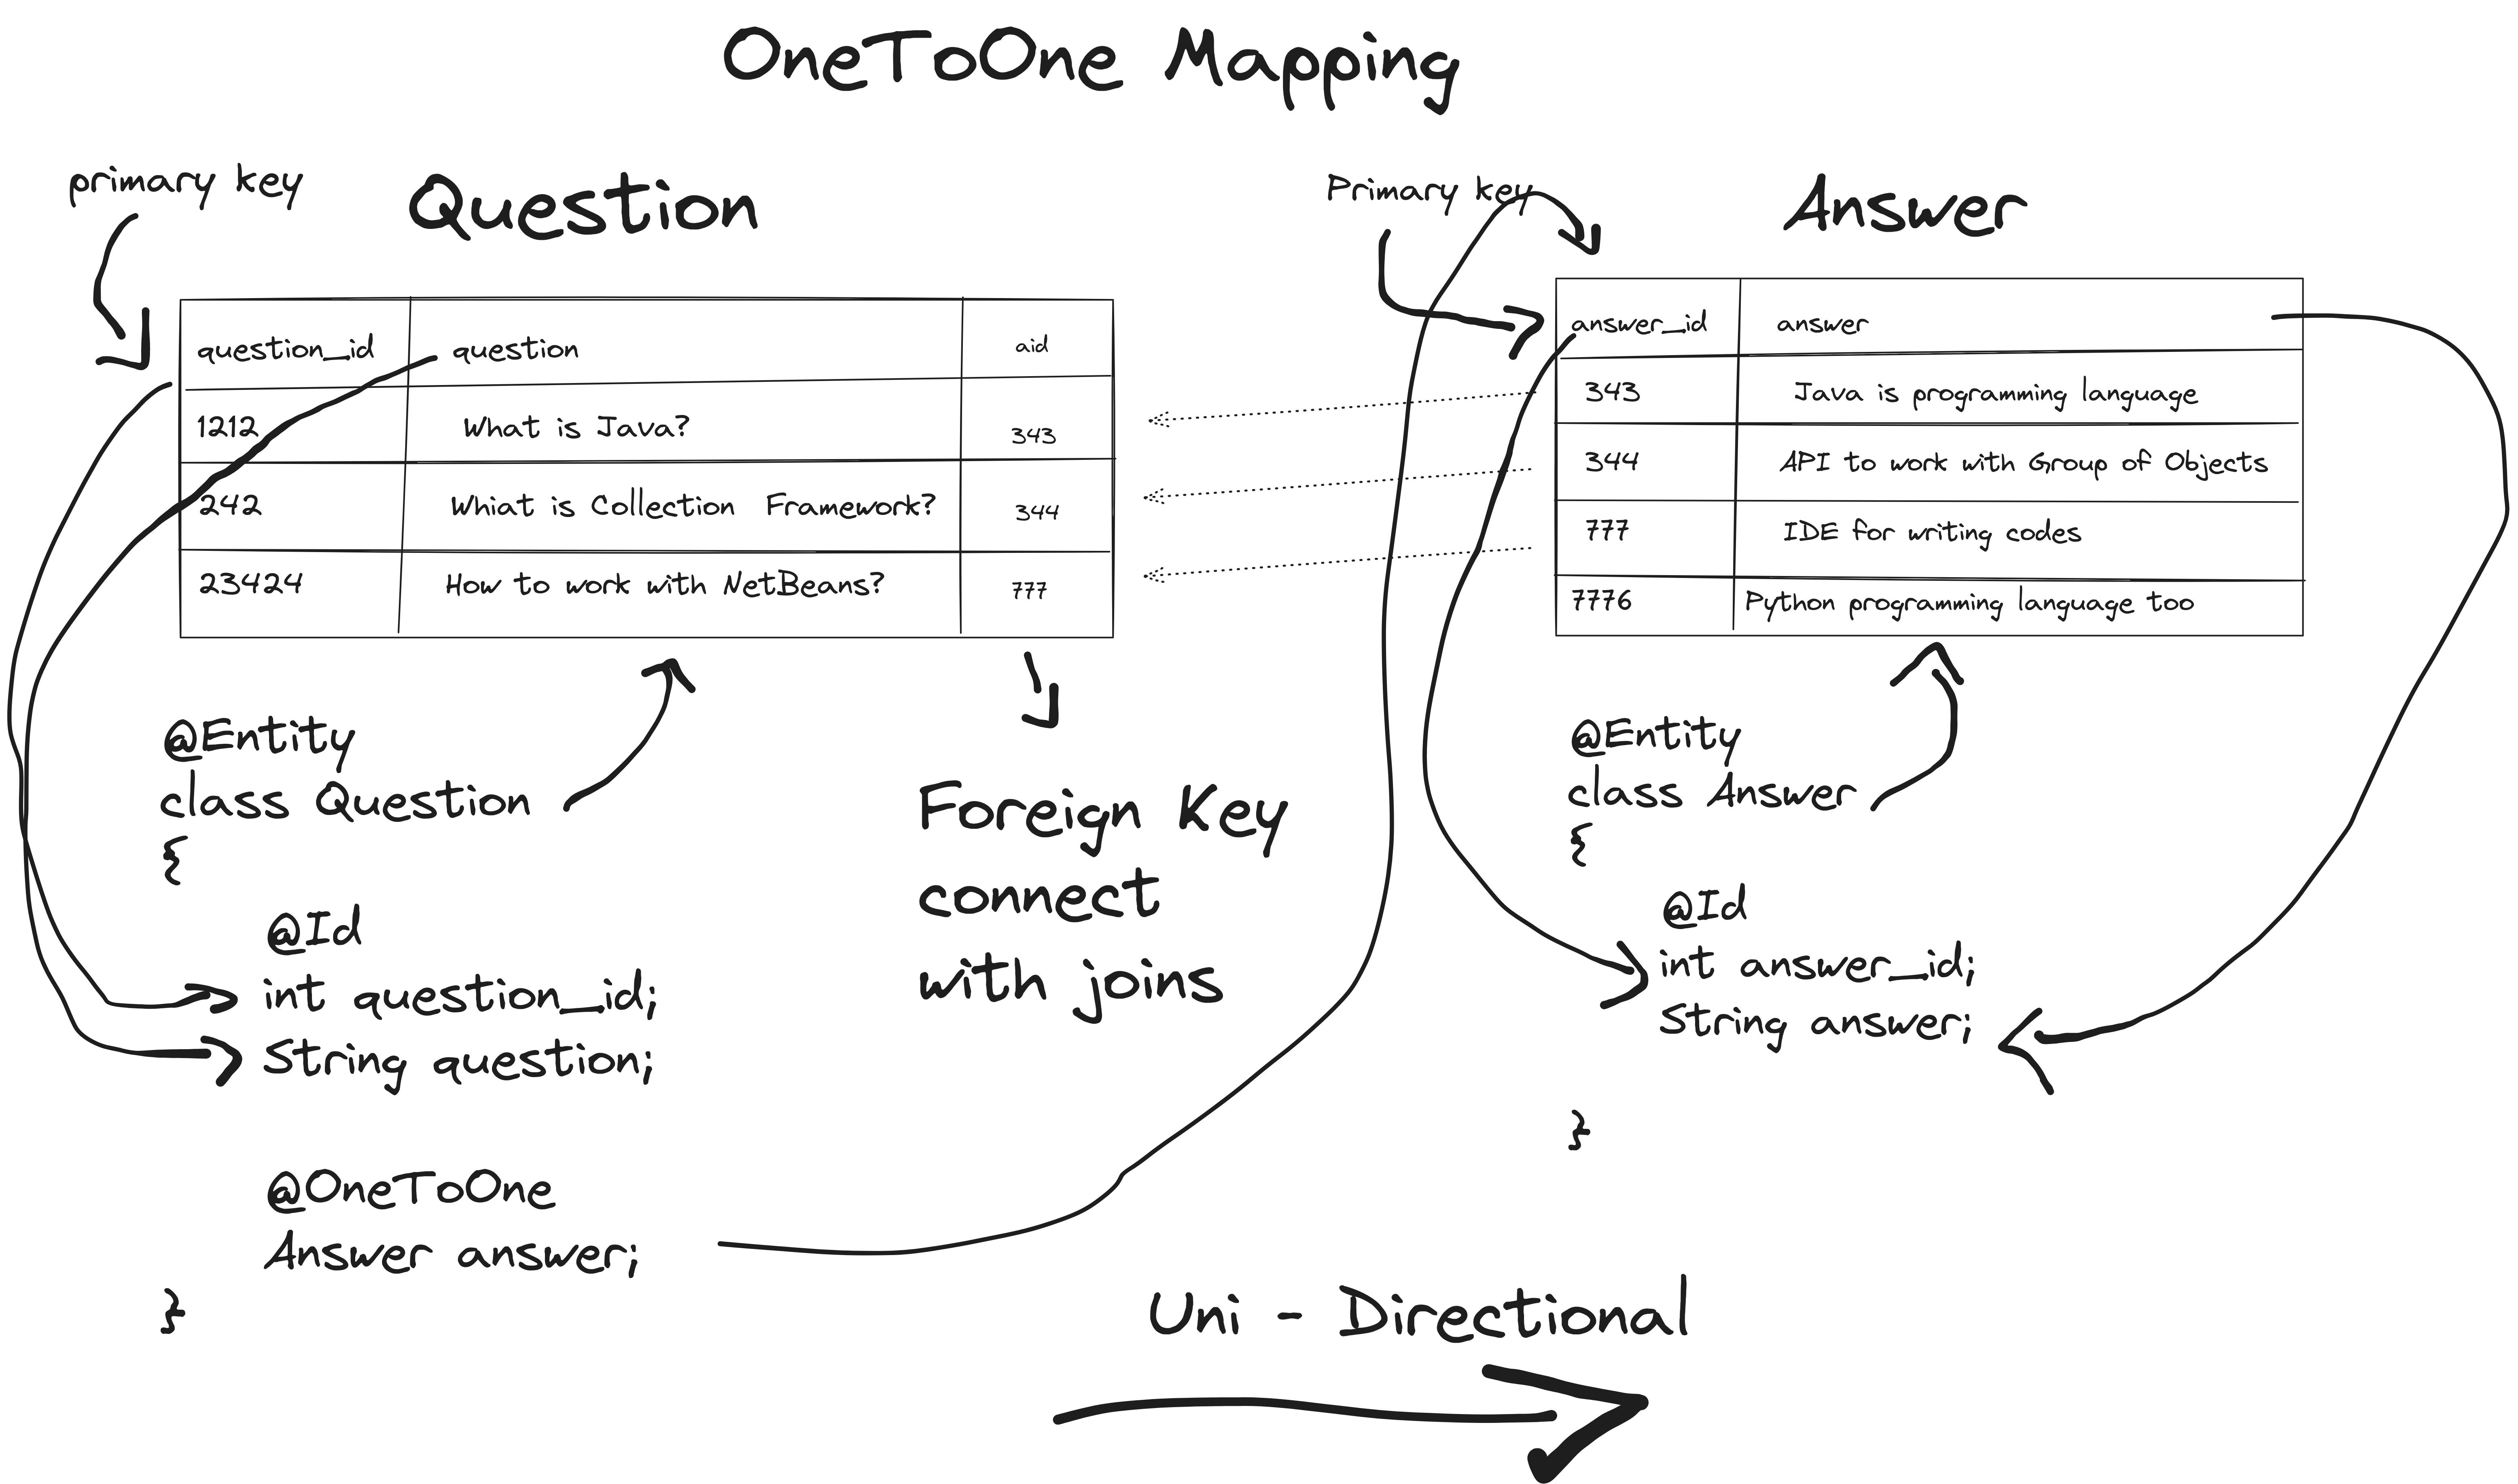 OneToOne Mapping
primary key
Question
Primary key
Answer
question_id question aid
1212 What is Java? 343
242 Whiat is Collection Framework? 344
23424 How to work with NetBeans? 777
answer_id answer
343 Java is programming language
344 API to work with Group of Objects
777 IDE for writing codes
7776 Python programming language too
@Entity
class Question
{
@Id
int question_id;
String question;
@OneToOne
Answer answer;
}
Foreign Key
connect
with joins
@Entity
class Answer
{
@Id
int answer_id;
String answer;
}
Uni - Directional